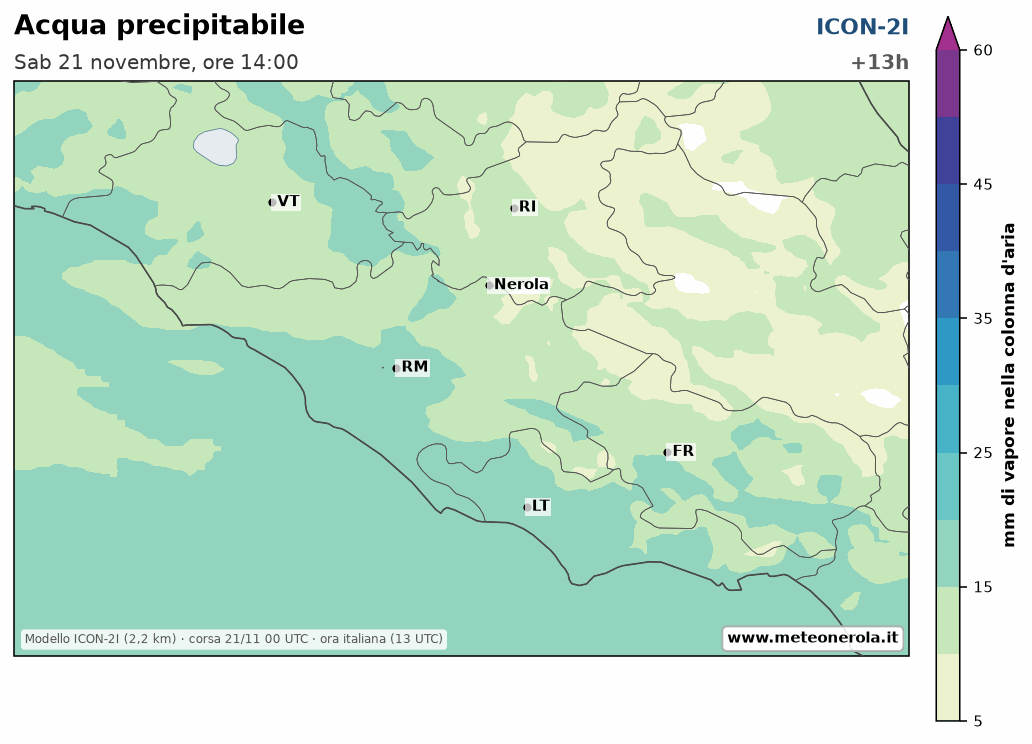 Acqua precipitabile
ICON-2I
Sab 21 novembre, ore 14:00
+13h
60
45
35
25
15
5
mm di vapore nella colonna d'aria
VT
RI
Nerola
RM
FR
LT
Modello ICON-2I (2,2 km) · corsa 21/11 00 UTC · ora italiana (13 UTC)
www.meteonerola.it